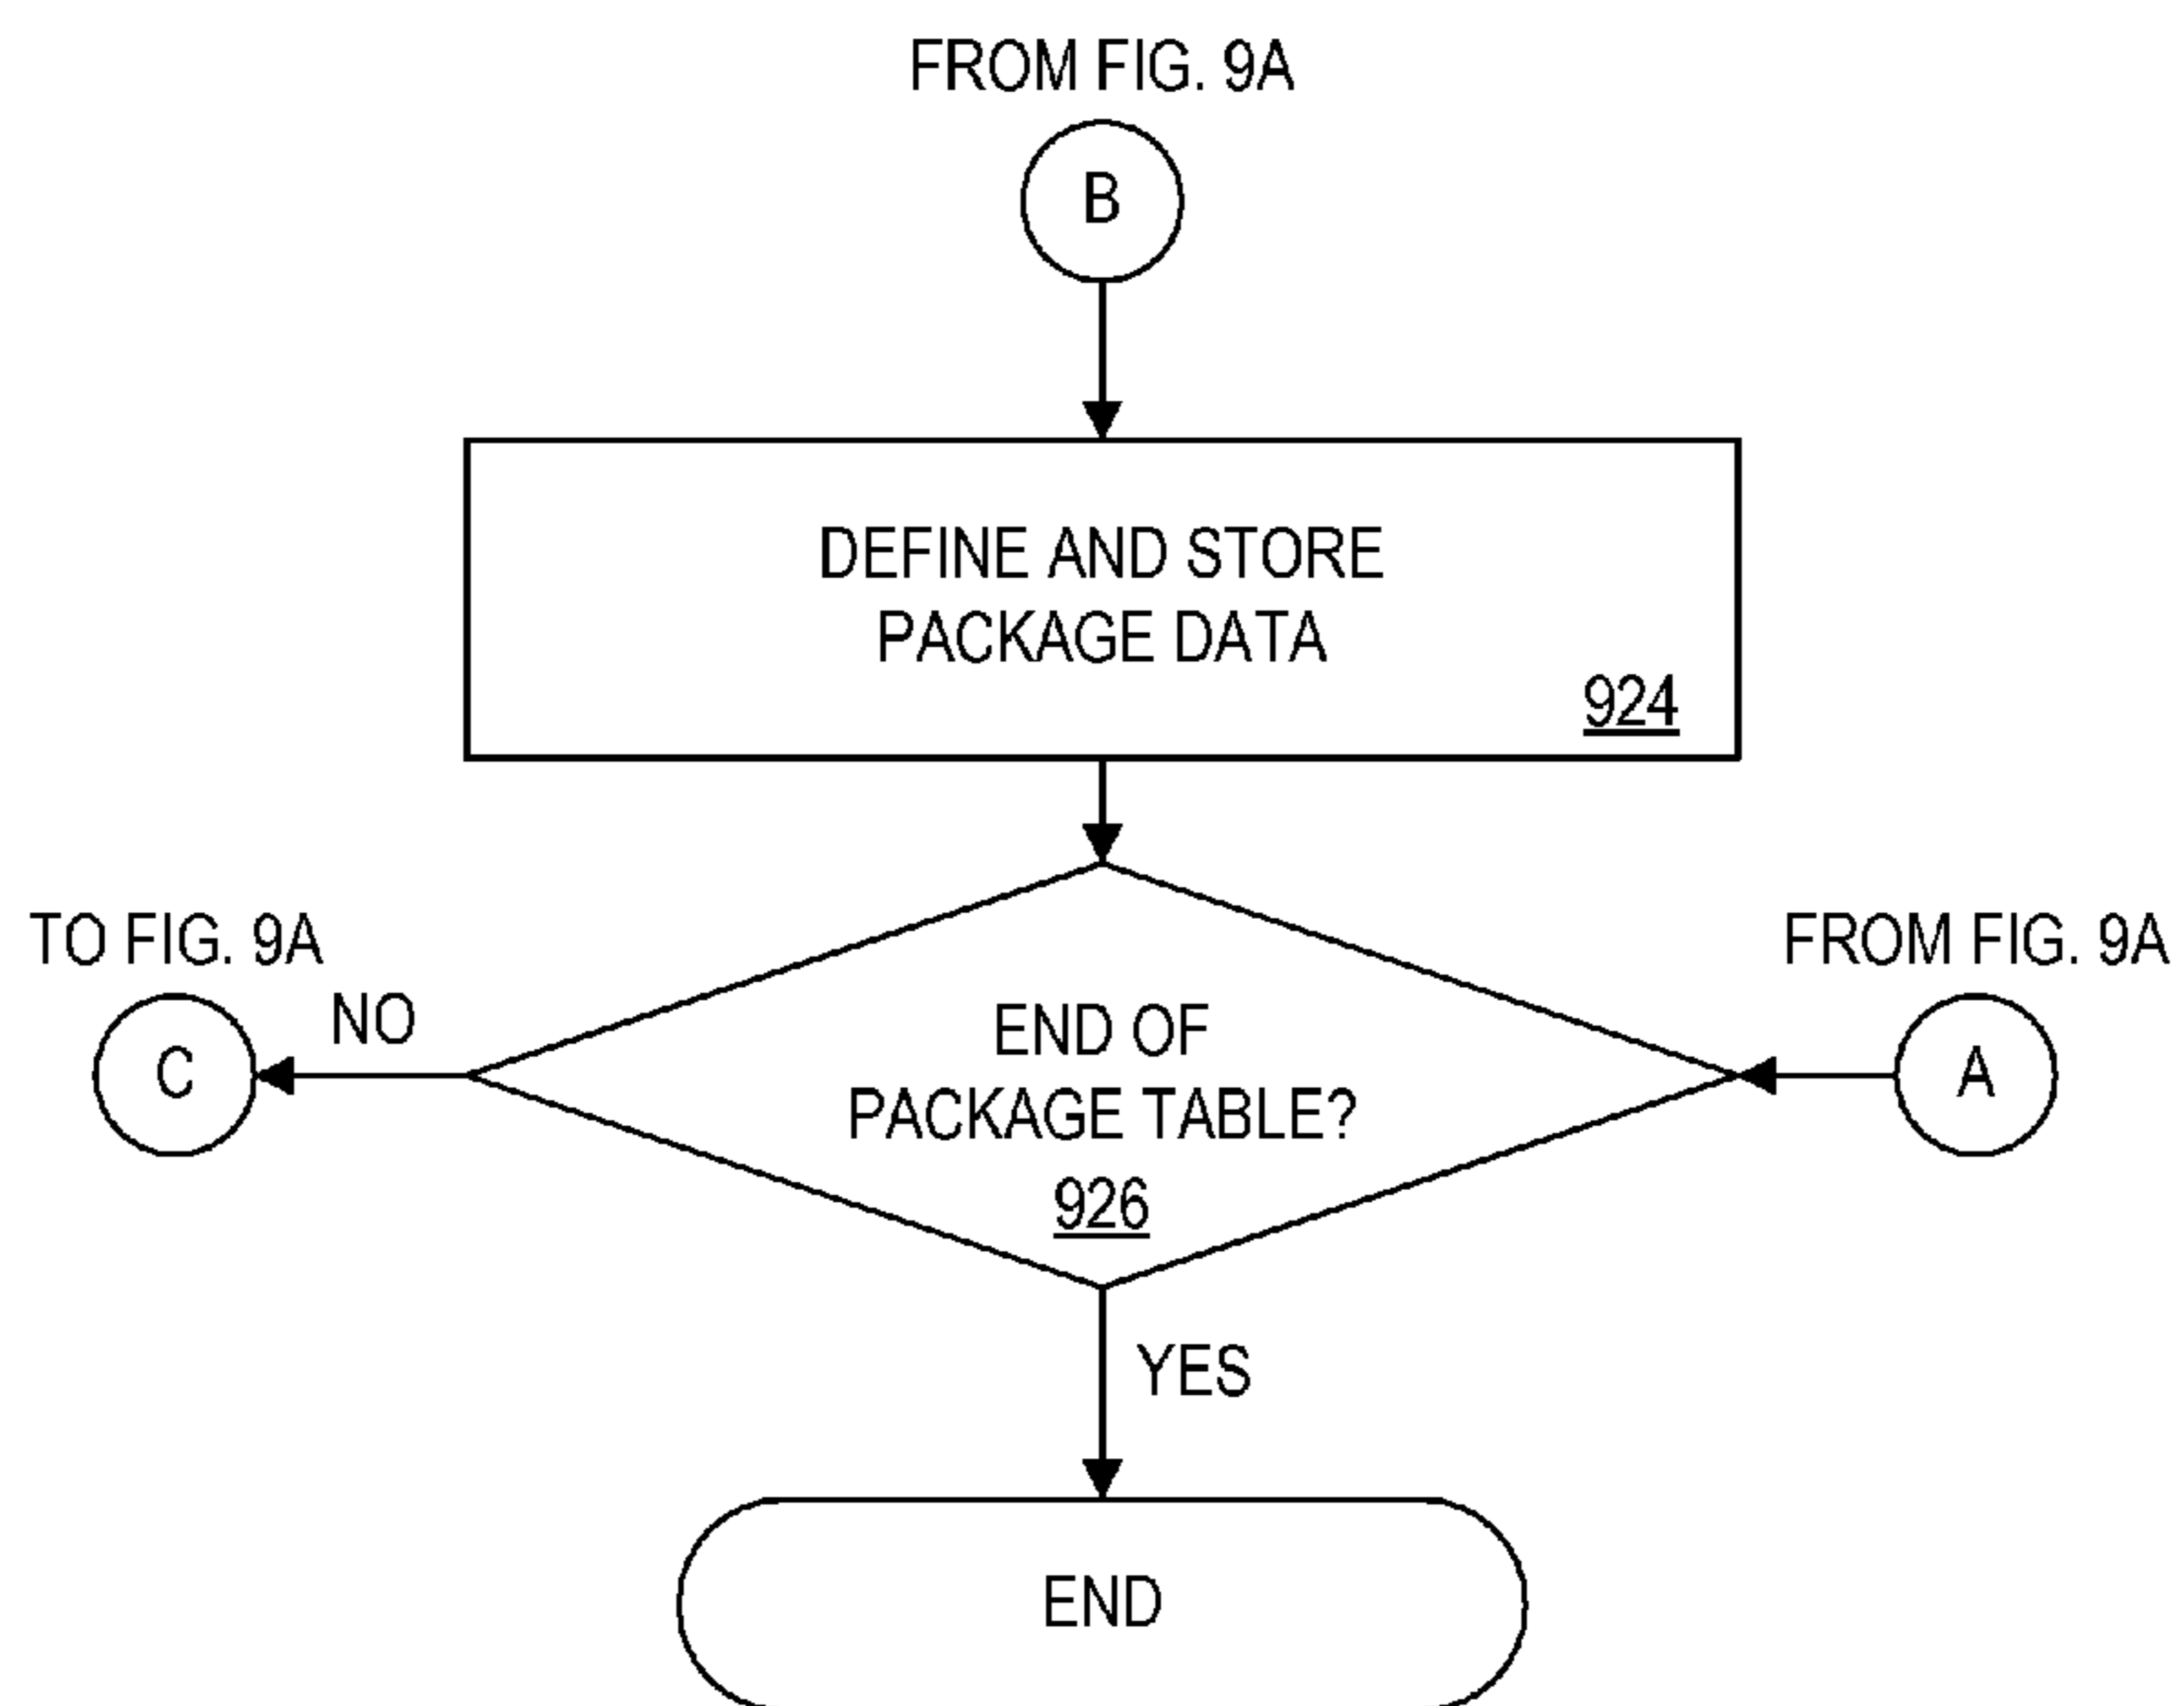 FROM FIG. 9A
B
DEFINE AND STORE
PACKAGE DATA
924
TO FIG. 9A
FROM FIG. 9A
NO
C
END OF
PACKAGE TABLE?
926
A
YES
END